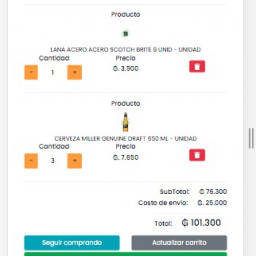 Producto
LANA ACERO ACERO SCOTCH BRITE 9 UNID - UNIDAD
Cantidad Precio
- 1 + ₲. 3,900
Producto
CERVEZA MILLER GENUINE DRAFT 650 ML - UNIDAD
Cantidad Precio
- 3 + ₲. 7,650
SubTotal: ₲ 76.300
Costo de envío: ₲. 25.000
Total: ₲ 101.300
Seguir comprando Actualizar carrito